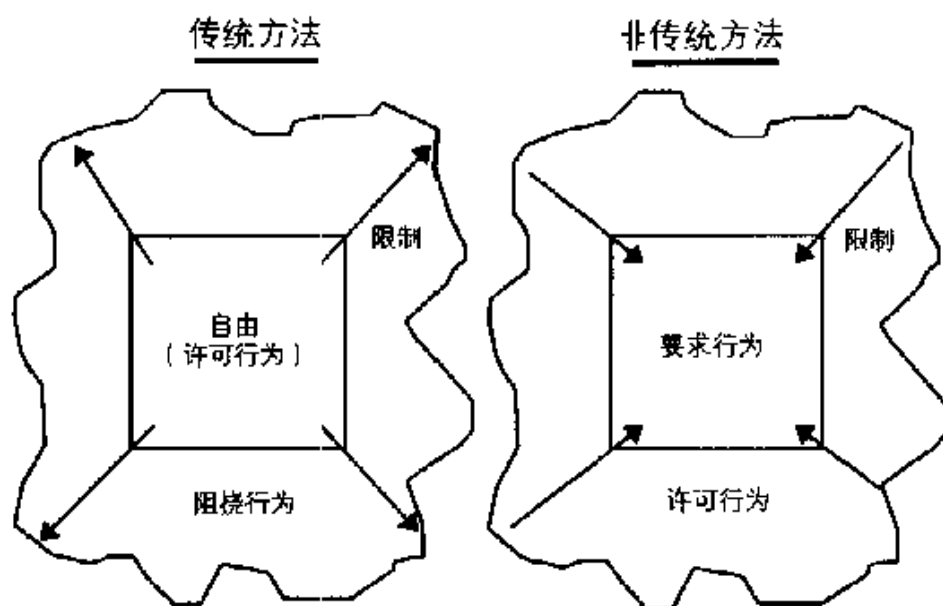 传统方法
非传统方法
限制
自由
(许可行为)
阻挠行为
限制
要求行为
许可行为